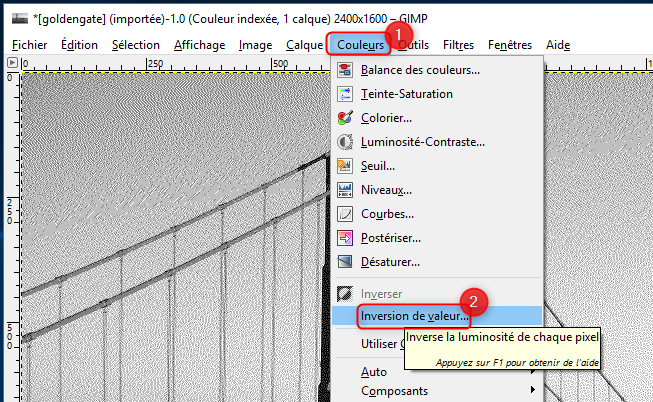 *[goldengate] (importée)-1.0 (Couleur indexée, 1 calque) 2400x1600 – GIMP
1
Fichier Édition Sélection Affichage Image Calque Couleurs Outils Filtres Fenêtres Aide
0 250 500
Balance des couleurs...
Teinte-Saturation
Colorier...
Luminosité-Contraste...
Seuil...
Niveaux...
Courbes...
Postériser...
Désaturer...
Inverser
2
Inversion de valeur...
Inverse la luminosité de chaque pixel
Utiliser
Appuyez sur F1 pour obtenir de l'aide
Auto
Composants
0
250
500